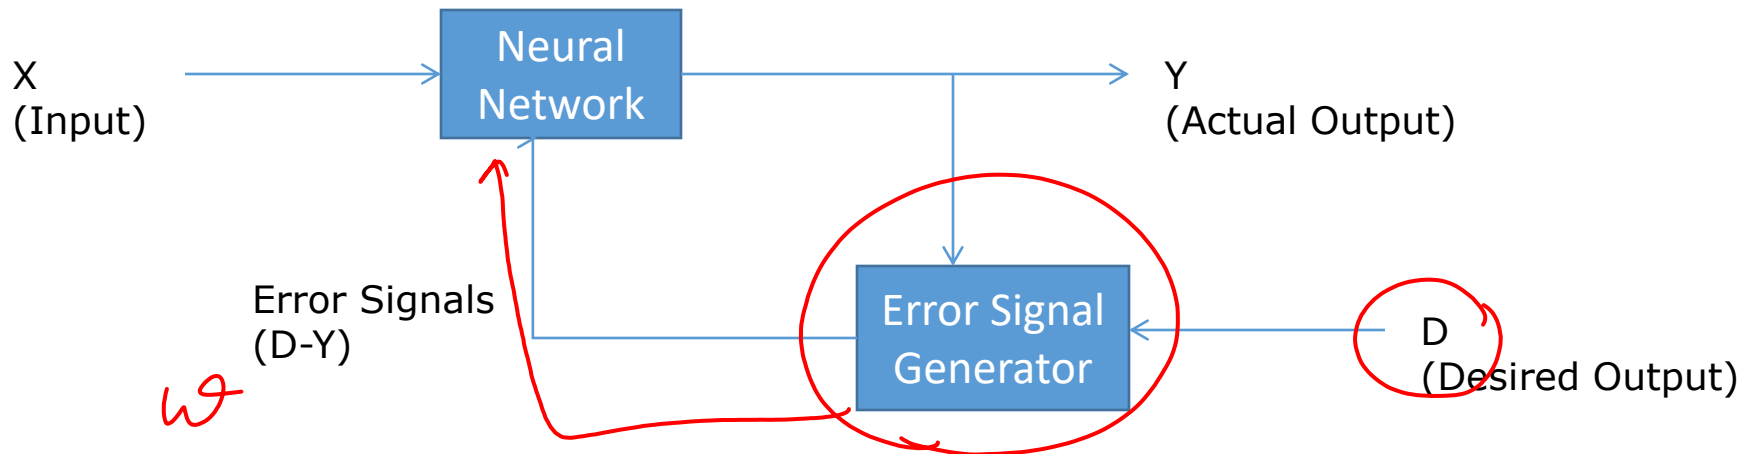 Neural
Network
X
(Input)
Y
(Actual Output)
Error Signals
(D-Y)
Error Signal
Generator
D
(Desired Output)
w